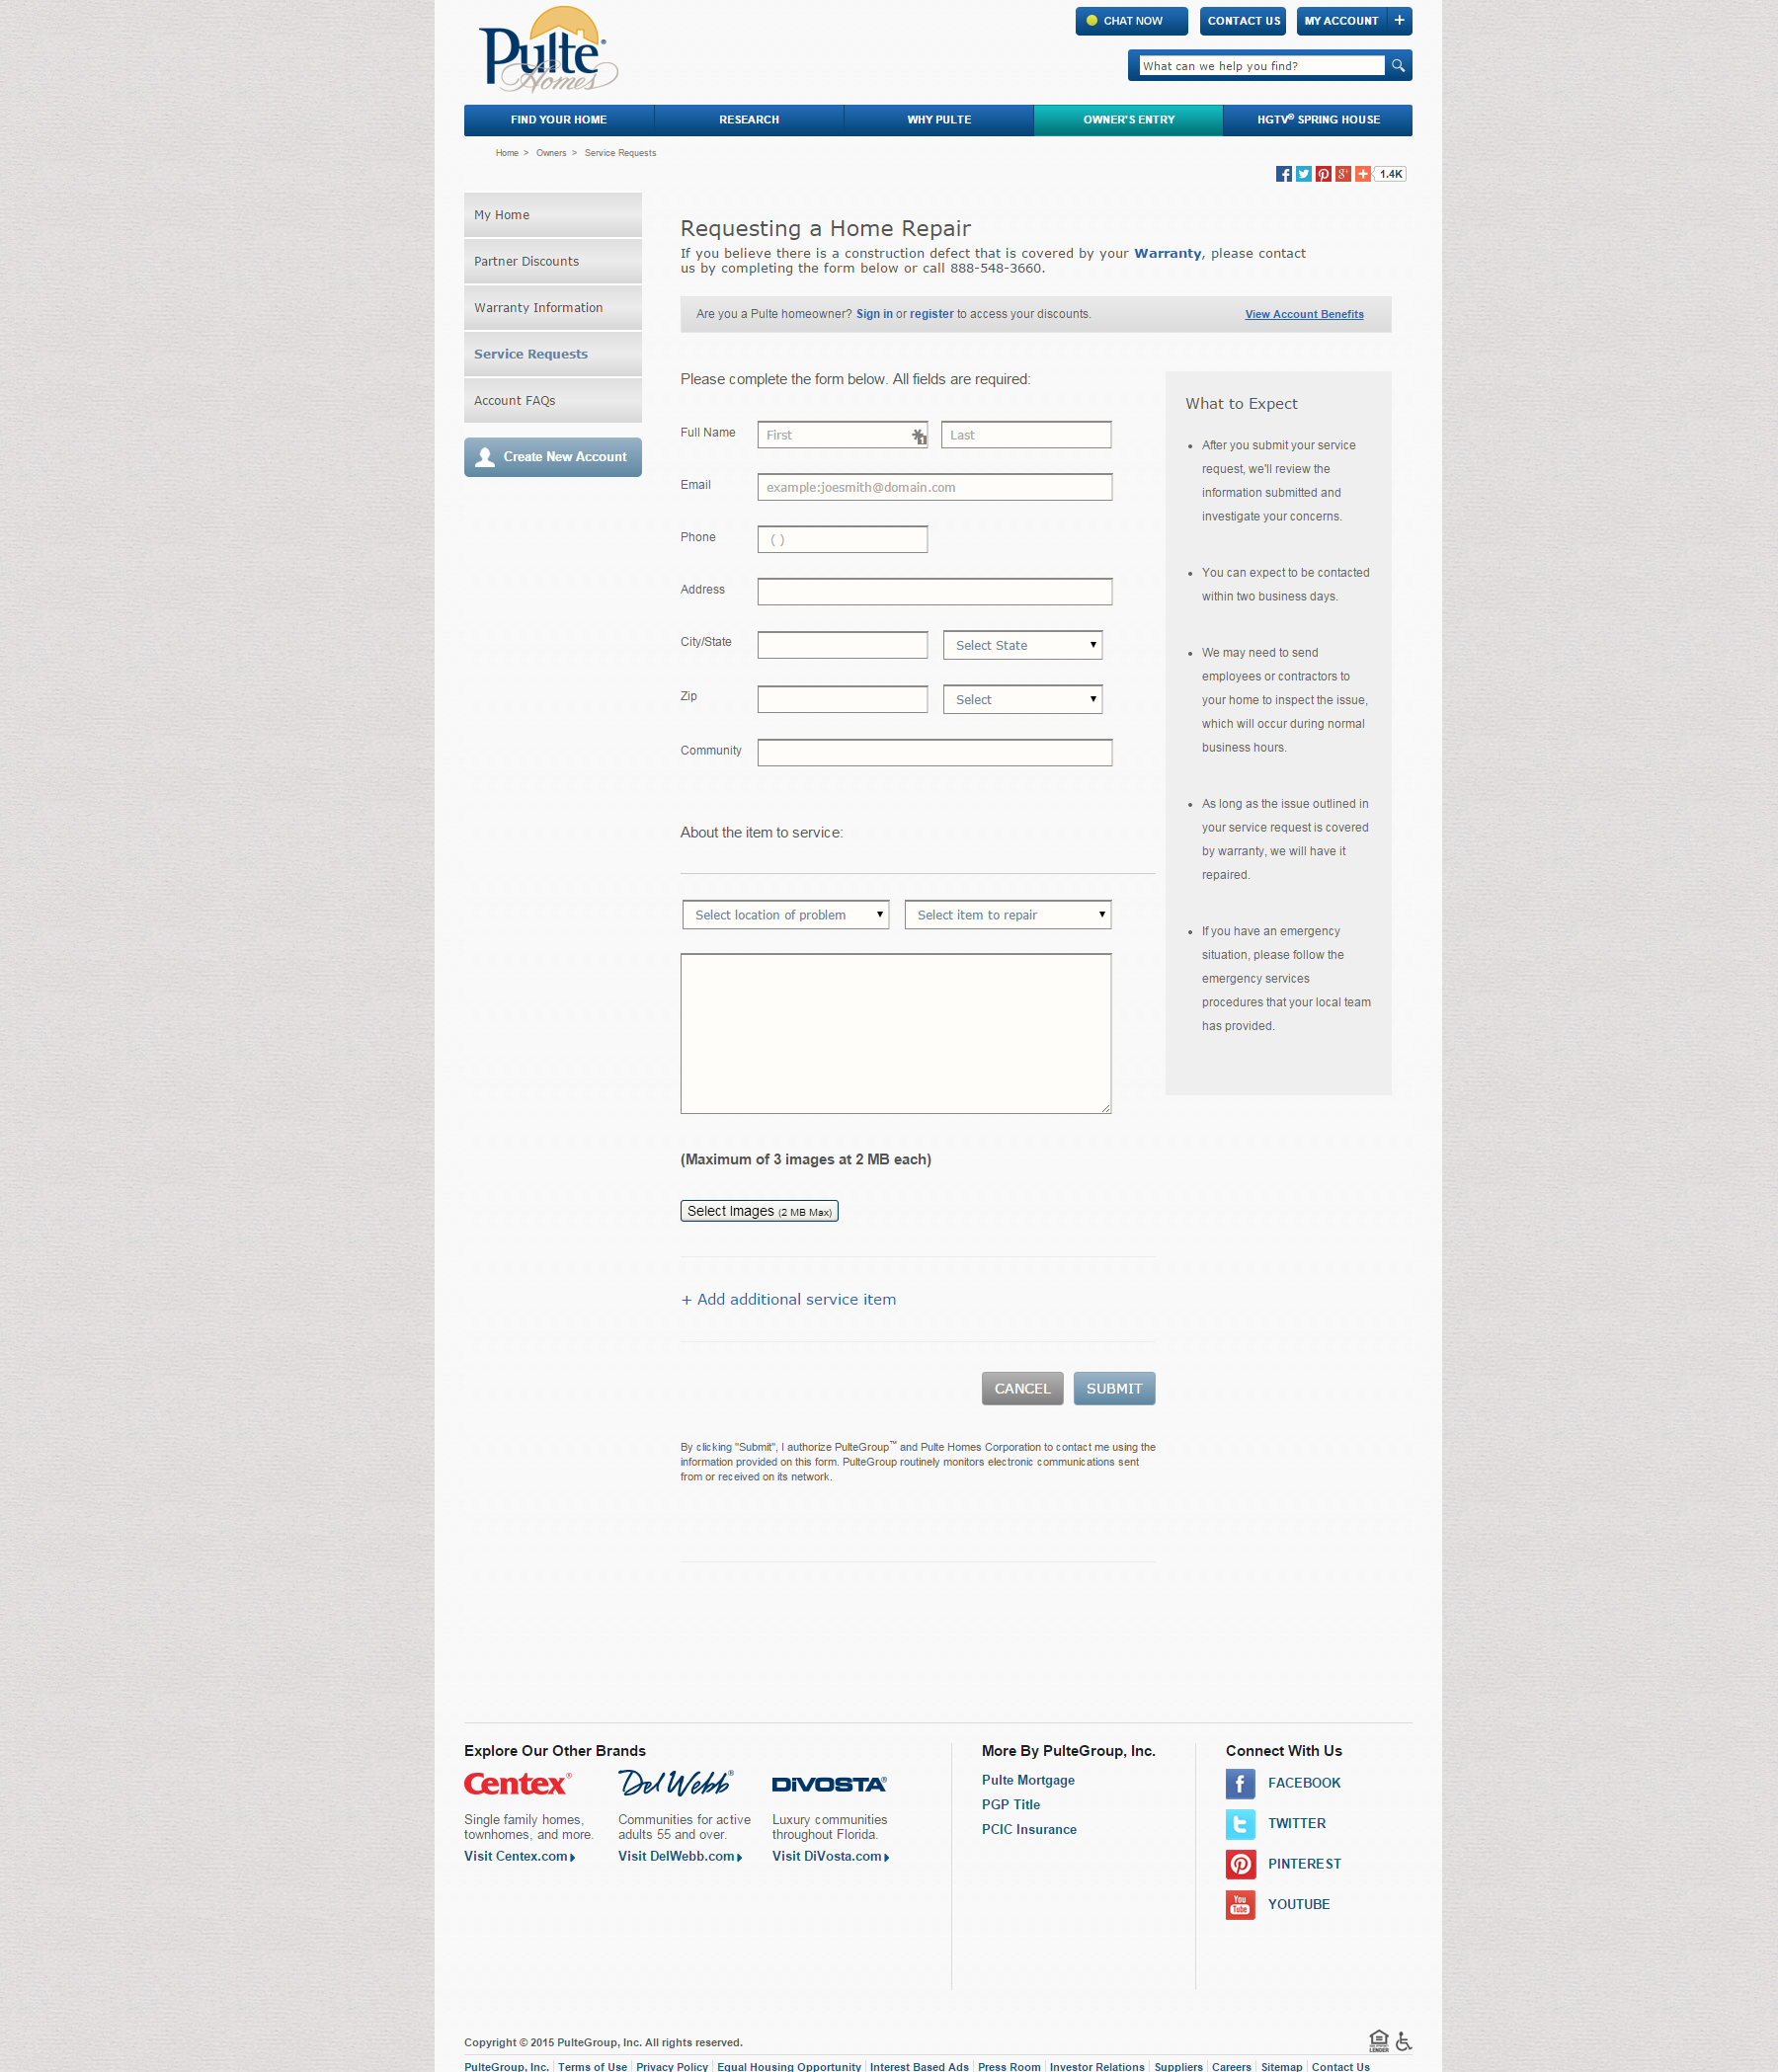 Pulte
Homes
CHAT NOW
CONTACT US
MY ACCOUNT +
What can we help you find?
FIND YOUR HOME
RESEARCH
WHY PULTE
OWNER'S ENTRY
HGTV® SPRING HOUSE
Home > Owners > Service Requests
1.4K
My Home
Partner Discounts
Warranty Information
Service Requests
Account FAQs
Create New Account
Requesting a Home Repair
If you believe there is a construction defect that is covered by your Warranty, please contact
us by completing the form below or call 888-548-3660.
Are you a Pulte homeowner? Sign in or register to access your discounts.
View Account Benefits
Please complete the form below. All fields are required:
Full Name
First
Last
Email
example:joesmith@domain.com
Phone
( )
Address
City/State
Select State
Zip
Select
Community
About the item to service:
Select location of problem
Select item to repair
(Maximum of 3 images at 2 MB each)
Select Images (2 MB Max)
+ Add additional service item
CANCEL
SUBMIT
By clicking "Submit", I authorize PulteGroup™ and Pulte Homes Corporation to contact me using the
information provided on this form. PulteGroup routinely monitors electronic communications sent
from or received on its network.
What to Expect
• After you submit your service
request, we'll review the
information submitted and
investigate your concerns.
• You can expect to be contacted
within two business days.
• We may need to send
employees or contractors to
your home to inspect the issue,
which will occur during normal
business hours.
• As long as the issue outlined in
your service request is covered
by warranty, we will have it
repaired.
• If you have an emergency
situation, please follow the
emergency services
procedures that your local team
has provided.
Explore Our Other Brands
Centex®
Single family homes,
townhomes, and more.
Visit Centex.com
Del Webb®
Communities for active
adults 55 and over.
Visit DelWebb.com
DiVOSTA®
Luxury communities
throughout Florida.
Visit DiVosta.com
More By PulteGroup, Inc.
Pulte Mortgage
PGP Title
PCIC Insurance
Connect With Us
FACEBOOK
TWITTER
PINTEREST
You
Tube
YOUTUBE
Copyright © 2015 PulteGroup, Inc. All rights reserved.
PulteGroup, Inc. | Terms of Use | Privacy Policy | Equal Housing Opportunity | Interest Based Ads | Press Room | Investor Relations | Suppliers | Careers | Sitemap | Contact Us